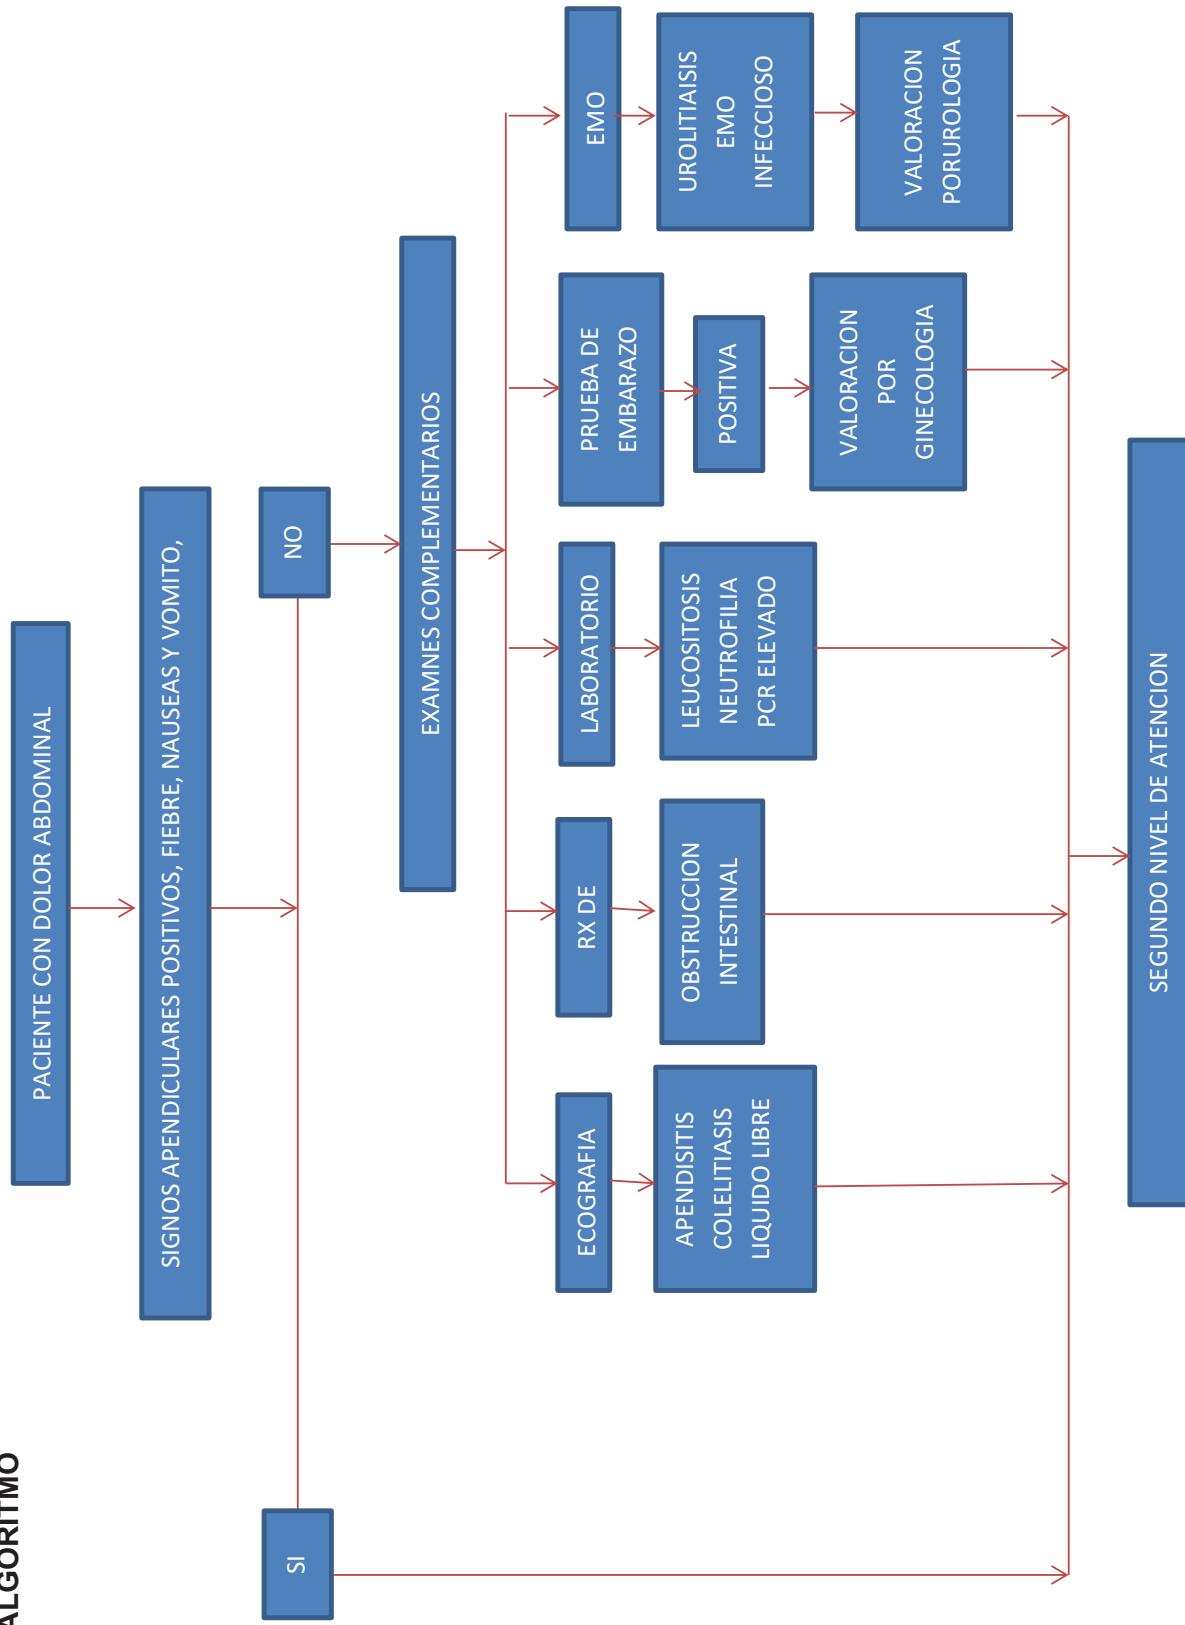 ALGORITMO
PACIENTE CON DOLOR ABDOMINAL
SIGNOS APENDICULARES POSITIVOS, FIEBRE, NAUSEAS Y VOMITO,
SI
NO
EXAMNES COMPLEMENTARIOS
ECOGRAFIA
RX DE
LABORATORIO
PRUEBA DE
EMBARAZO
EMO
APENDISITIS
COLELITIASIS
LIQUIDO LIBRE
OBSTRUCCION
INTESTINAL
LEUCOSITOSIS
NEUTROFILIA
PCR ELEVADO
POSITIVA
UROLITIAISIS
EMO
INFECCIOSO
VALORACION
POR
GINECOLOGIA
VALORACION
PORUROLOGIA
SEGUNDO NIVEL DE ATENCION